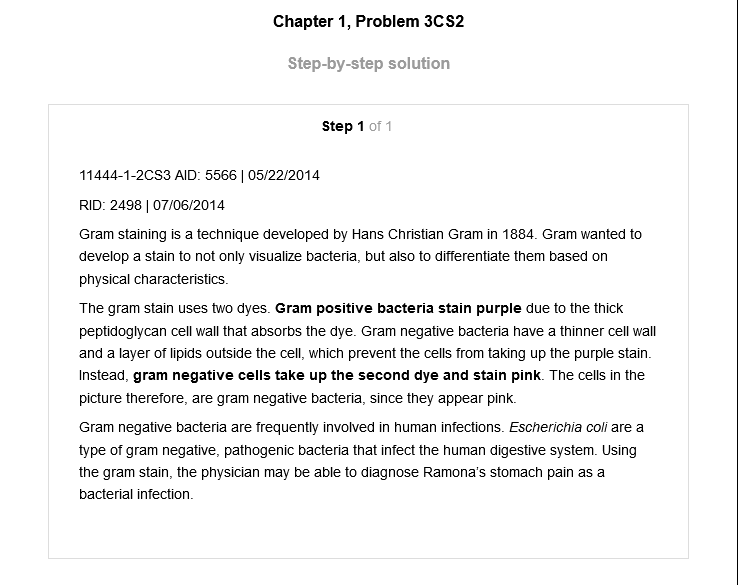 Chapter 1, Problem 3CS2
Step-by-step solution
Step 1 of 1
11444-1-2CS3 AID: 5566 | 05/22/2014
RID: 2498 | 07/06/2014
Gram staining is a technique developed by Hans Christian Gram in 1884. Gram wanted to
develop a stain to not only visualize bacteria, but also to differentiate them based on
physical characteristics.
The gram stain uses two dyes. Gram positive bacteria stain purple due to the thick
peptidoglycan cell wall that absorbs the dye. Gram negative bacteria have a thinner cell wall
and a layer of lipids outside the cell, which prevent the cells from taking up the purple stain.
Instead, gram negative cells take up the second dye and stain pink. The cells in the
picture therefore, are gram negative bacteria, since they appear pink.
Gram negative bacteria are frequently involved in human infections. Escherichia coli are a
type of gram negative, pathogenic bacteria that infect the human digestive system. Using
the gram stain, the physician may be able to diagnose Ramona's stomach pain as a
bacterial infection.